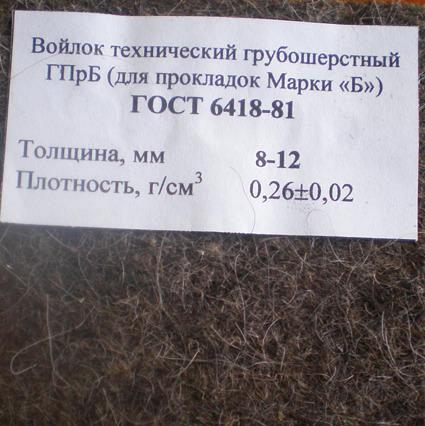 Войлок технический грубошерстный
ГПрБ (для прокладок Марки «Б»)
ГОСТ 6418-81
Толщина, мм 8-12
Плотность, г/см³ 0,26±0,02